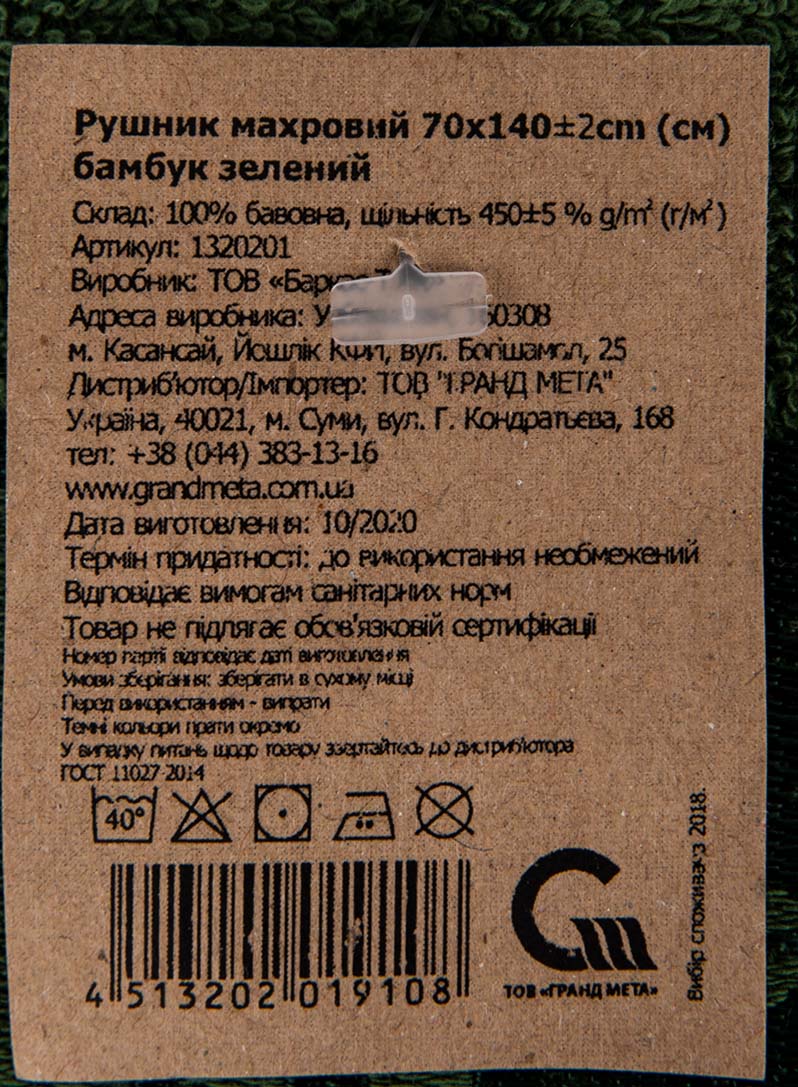 Рушник махровий 70x140±2cm (см)
бамбук зелений
Склад: 100% бавовна, щільність 450±5 % g/m² (г/м²)
Артикул: 1320201
Виробник: ТОВ
Адреса виробника:
м. Касансай, Йошлік КФЙ, вул. Богішамол, 25
Дистриб'ютор/Імпортер: ТОВ "ГРАНД МЕТА"
Україна, 40021, м. Суми, вул. Г. Кондратьєва, 168
тел: +38 (044) 383-13-16
www.grandmeta.com.ua
Дата виготовлення: 10/2020
Термін придатності: до використання необмежений
Відповідає вимогам санітарних норм
Товар не підлягає обов'язковій сертифікації
Номер партії відповідає даті виготовлення
Умови зберігання: зберігати в сухому місці
Перед використанням - випрати
Темні кольори прати окремо
У випадку питань щодо товару звертайтесь до дистриб'ютора
ГОСТ 11027-2014
40°
4 513202 019108
ТОВ «ГРАНД МЕТА»
Вибір споживача 2018.